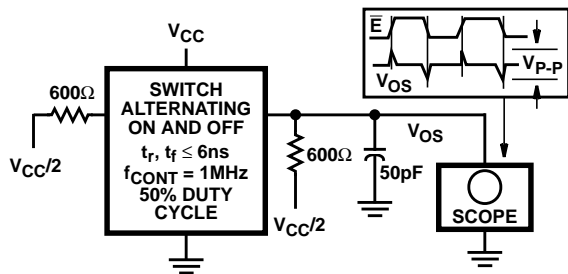 V_CC
600Ω
V_CC/2
SWITCH
ALTERNATING
ON AND OFF
t_r, t_f ≤ 6ns
f_CONT = 1MHz
50% DUTY
CYCLE
600Ω
V_CC/2
50pF
V_OS
E̅
V_OS
V_P-P
SCOPE